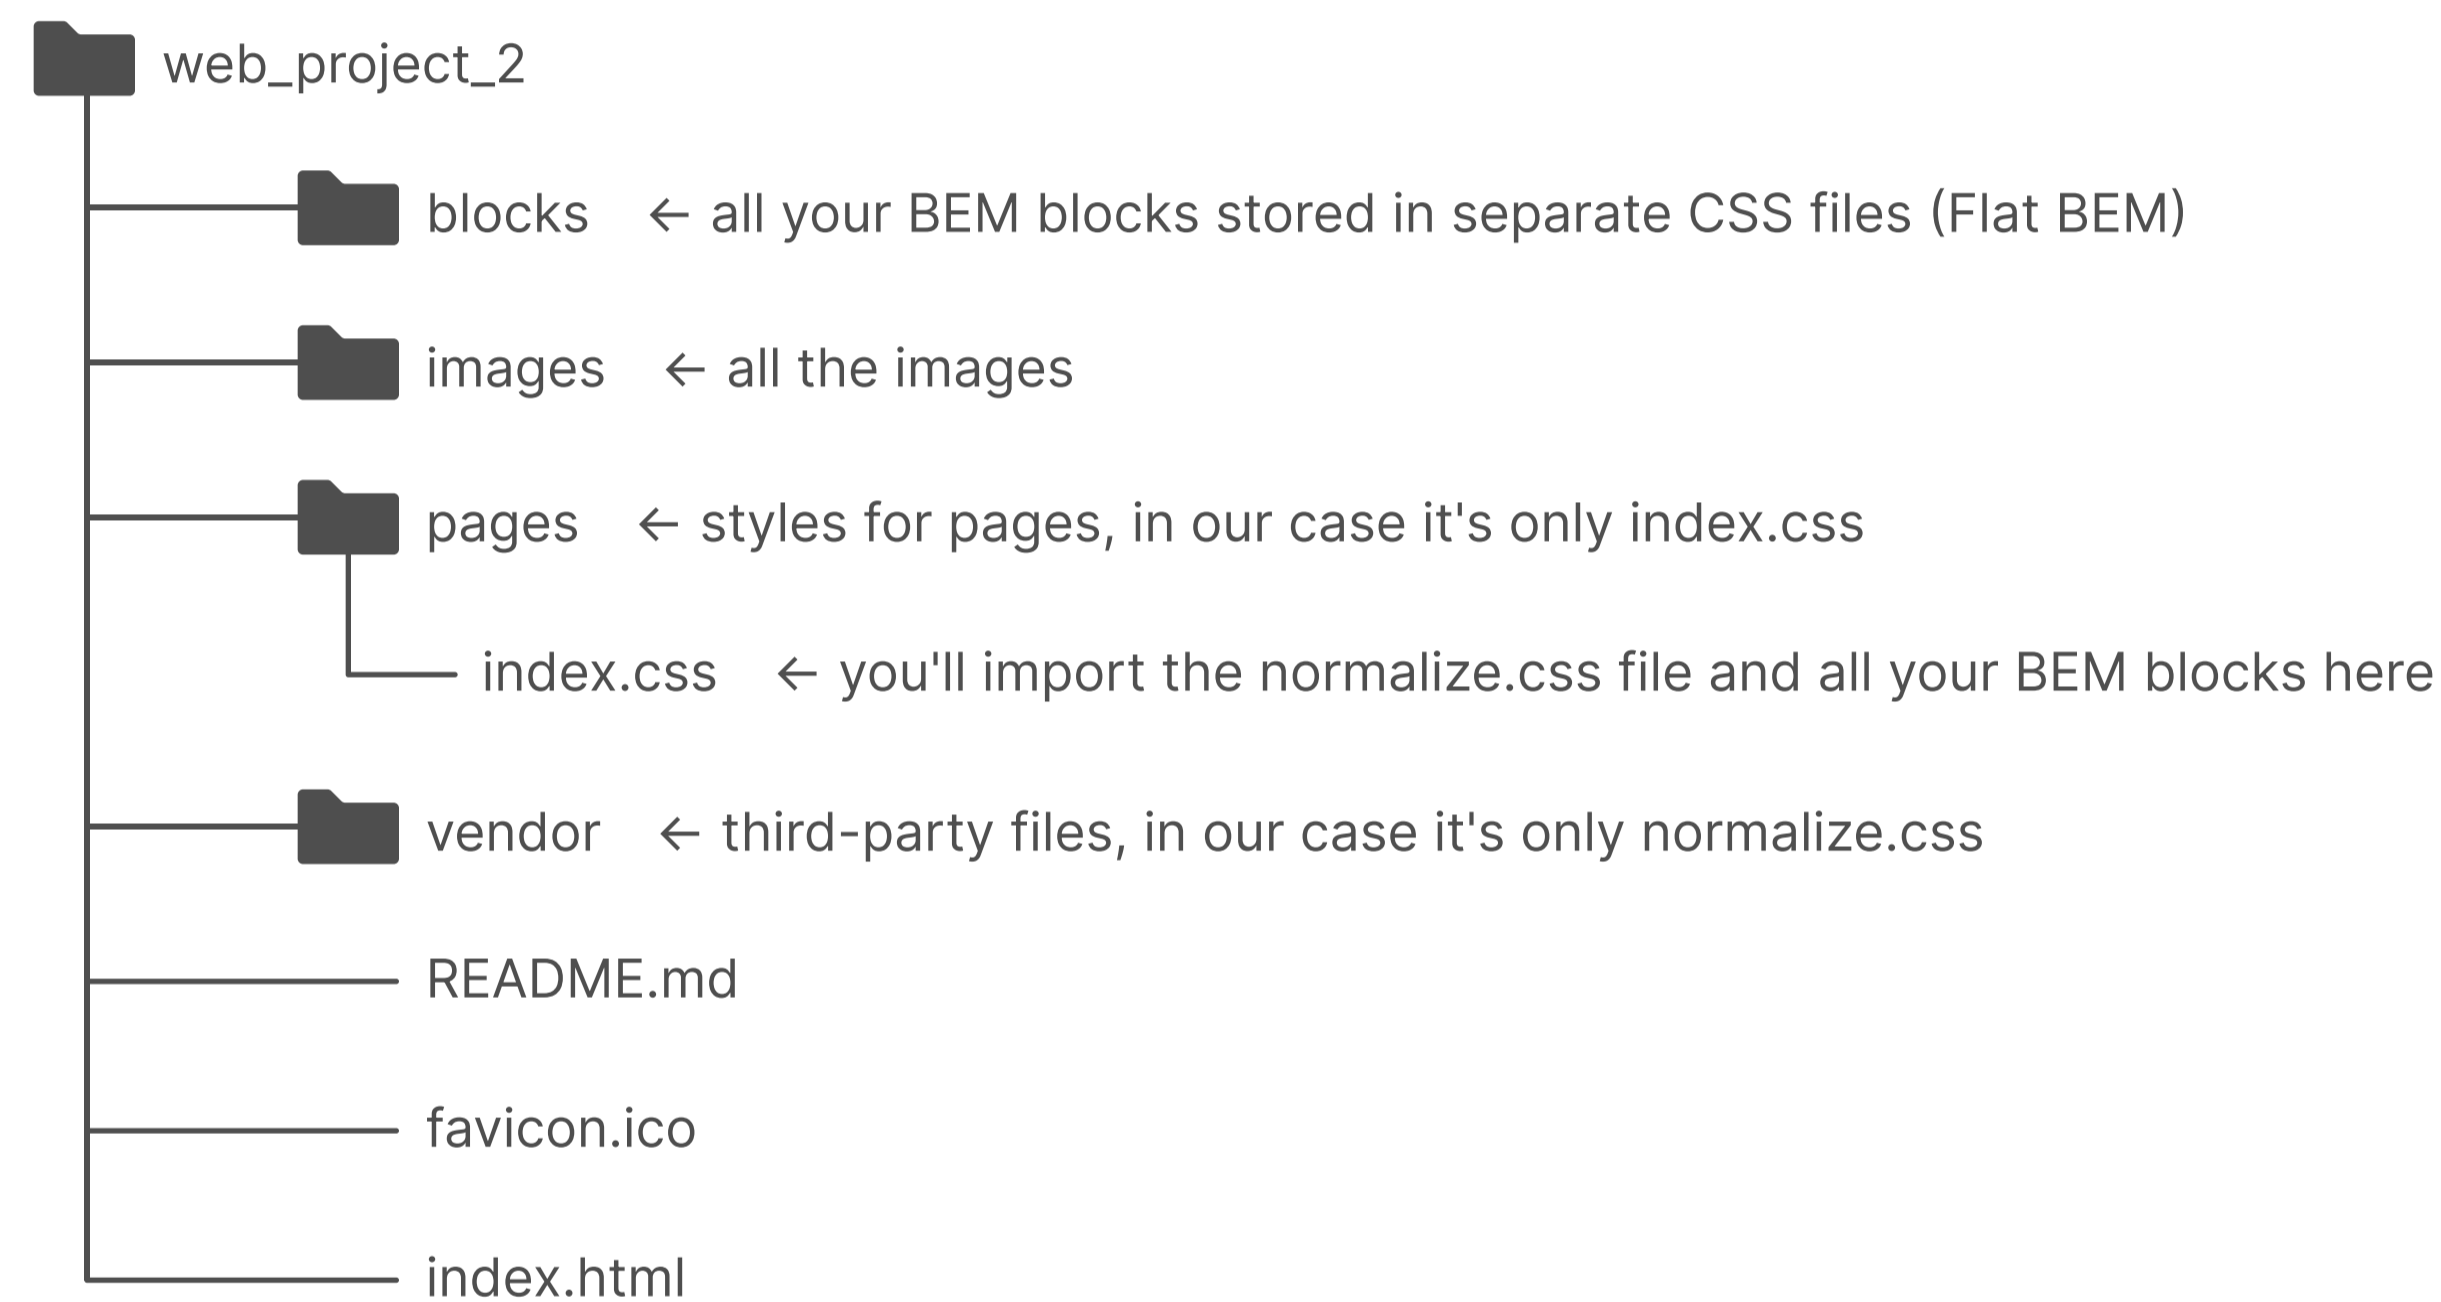 web_project_2
blocks ← all your BEM blocks stored in separate CSS files (Flat BEM)
images ← all the images
pages ← styles for pages, in our case it's only index.css
index.css ← you'll import the normalize.css file and all your BEM blocks here
vendor ← third-party files, in our case it's only normalize.css
README.md
favicon.ico
index.html